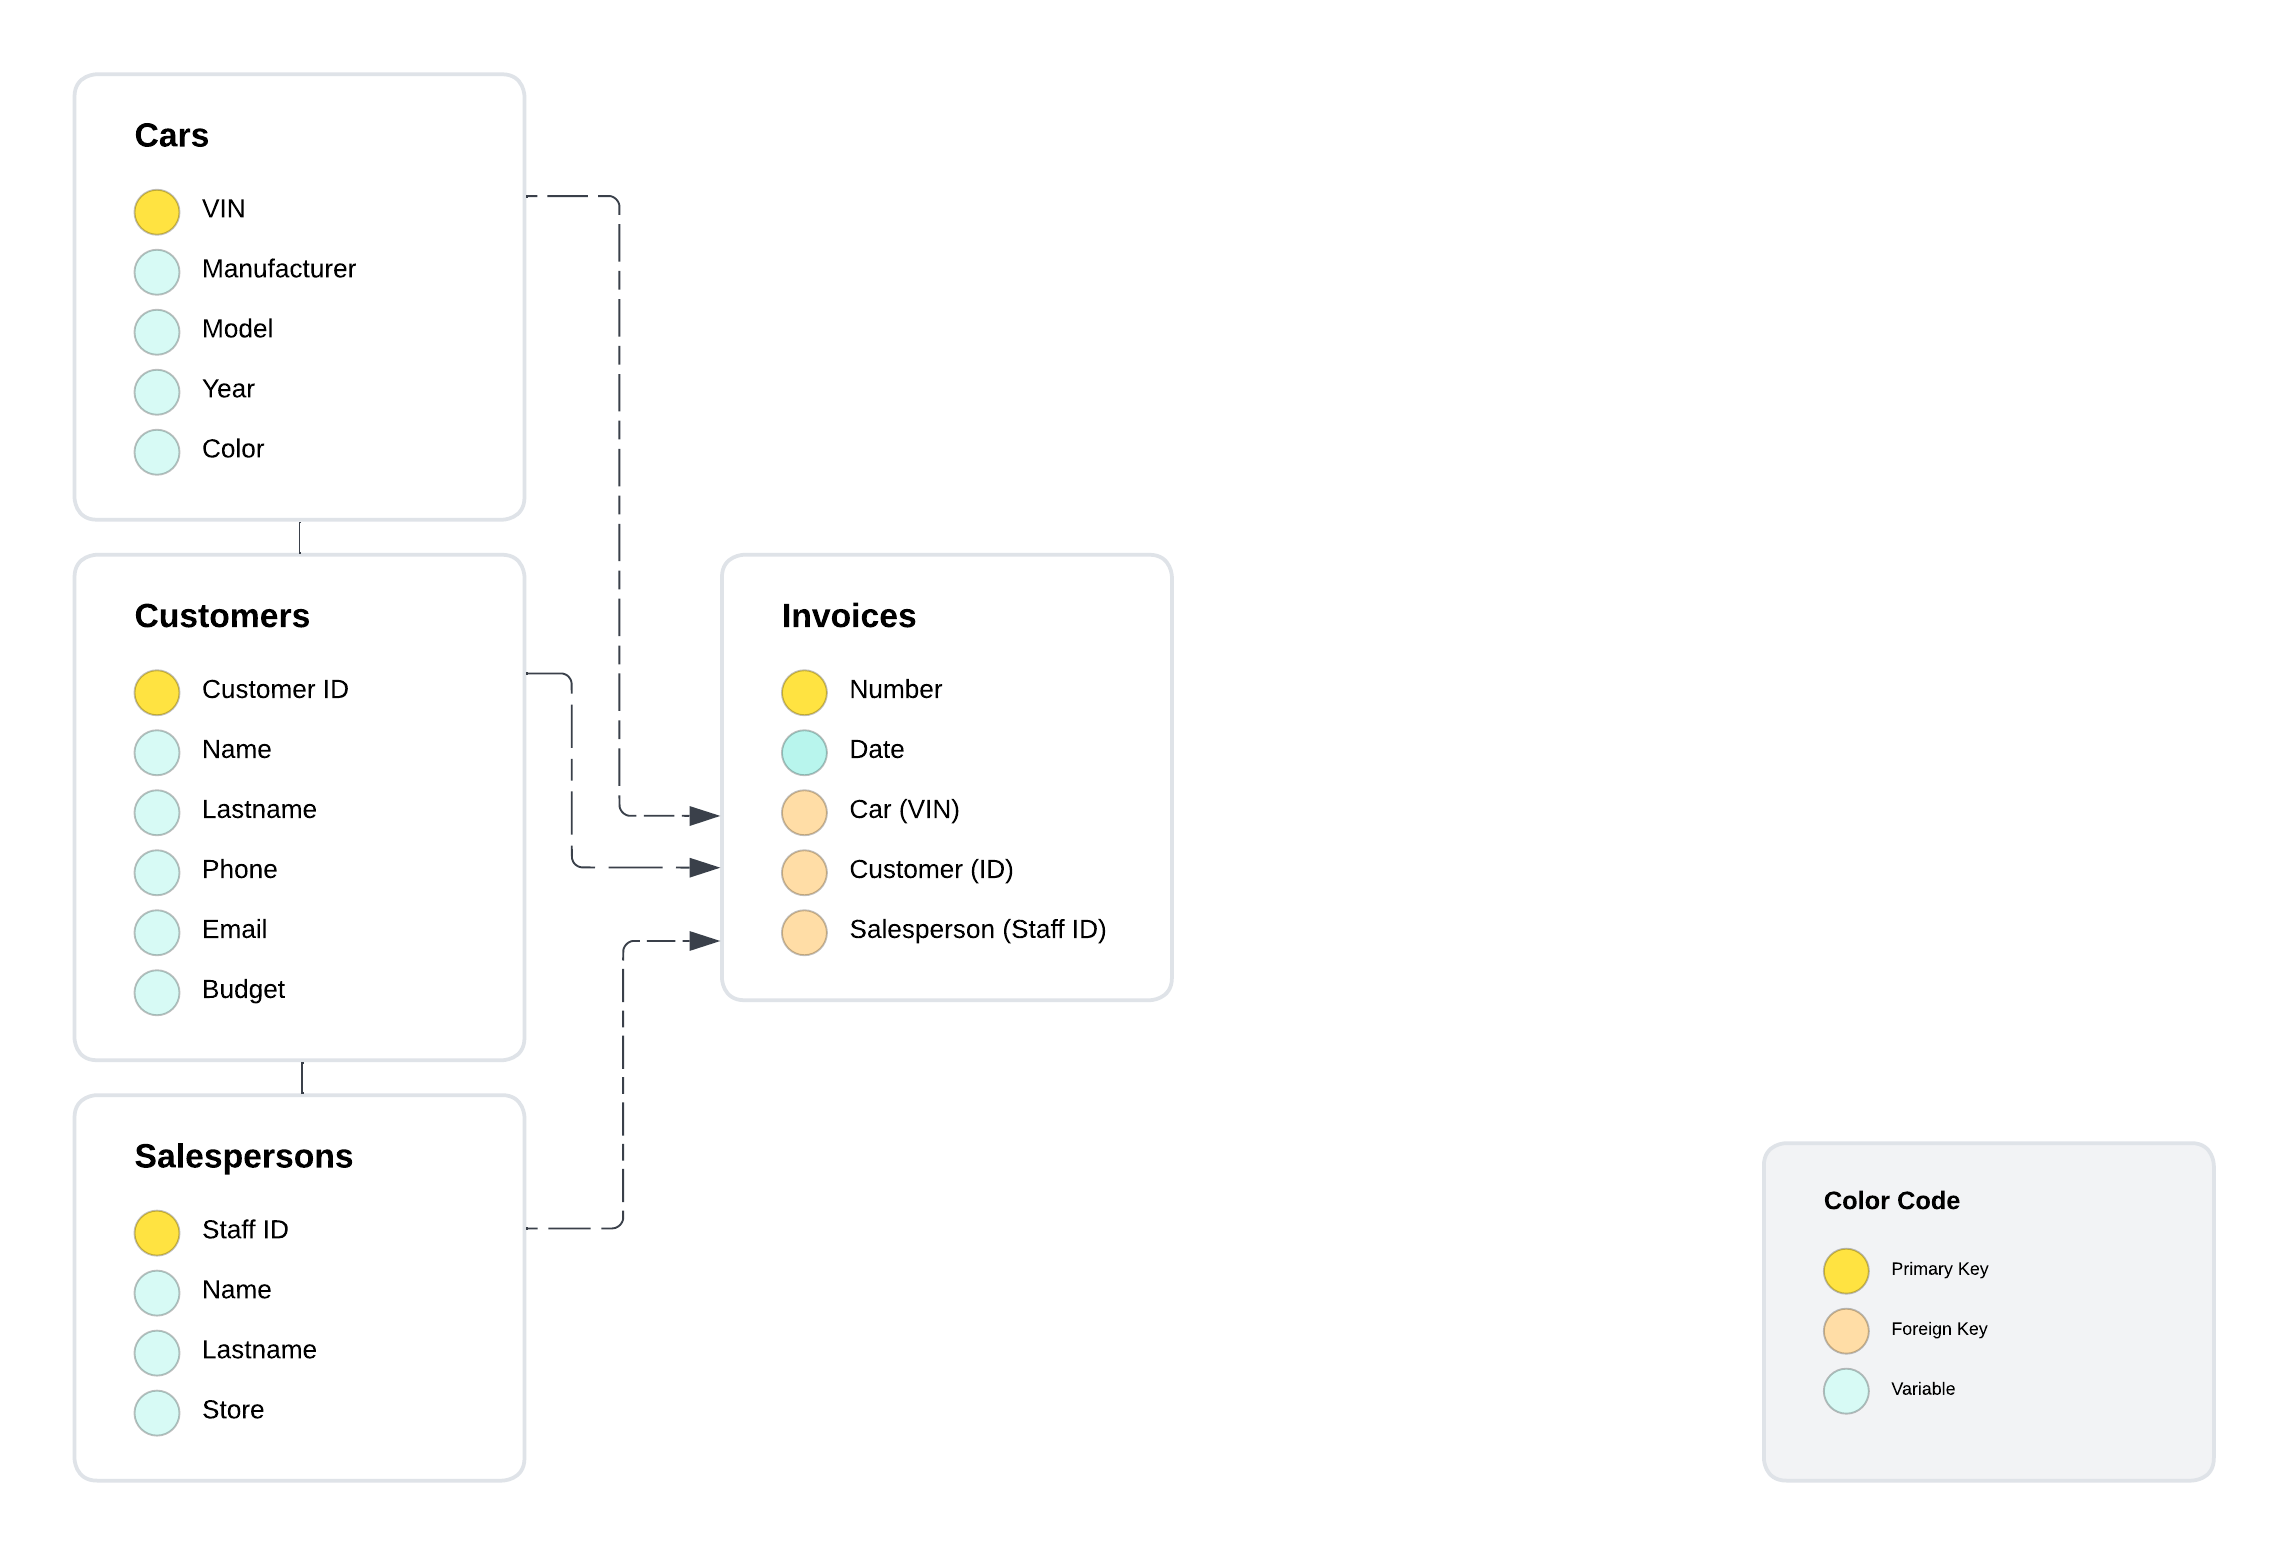 Cars
VIN
Manufacturer
Model
Year
Color
Customers
Customer ID
Name
Lastname
Phone
Email
Budget
Salespersons
Staff ID
Name
Lastname
Store
Invoices
Number
Date
Car (VIN)
Customer (ID)
Salesperson (Staff ID)
Color Code
Primary Key
Foreign Key
Variable